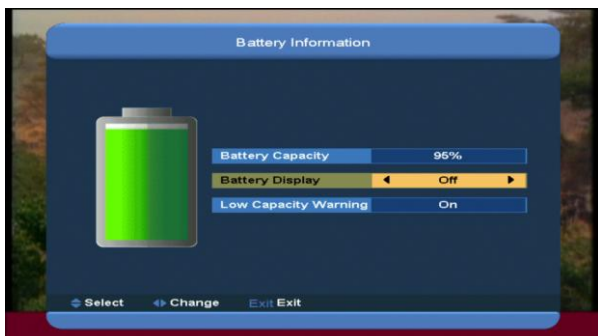 Battery Information
Battery Capacity 95%
Battery Display Off
Low Capacity Warning On
Select Change Exit Exit